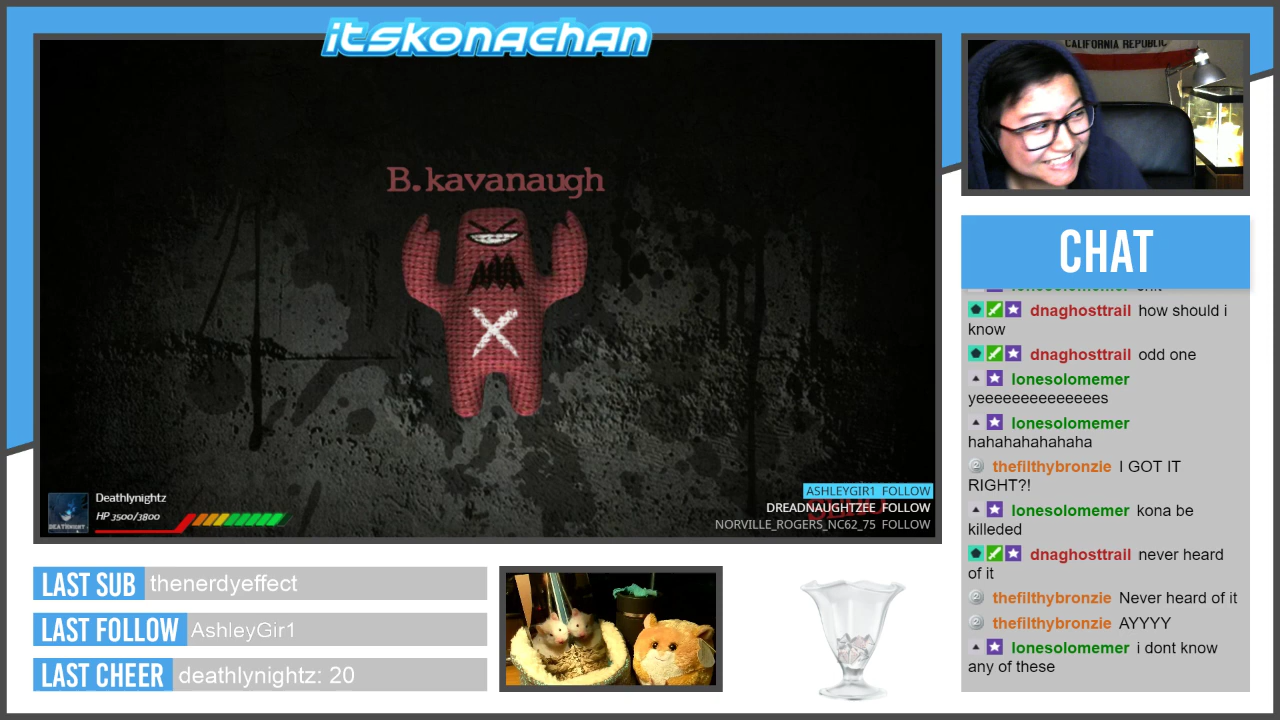 itskonachan
CALIFORNIA REPUBLIC
B.kavanaugh
CHAT
dnaghosttrail how should i
know
dnaghosttrail odd one
lonesolomemer
yeeeeeeeeeeeees
lonesolomemer
hahahahahahaha
thefilthybronzie I GOT IT
RIGHT?!
lonesolomemer kona be
killeded
dnaghosttrail never heard
of it
thefilthybronzie Never heard of it
thefilthybronzie AYYYY
lonesolomemer i dont know
any of these
Deathlynightz
HP 3500/3800
ASHLEYGIR1 FOLLOW
DREADNAUGHTZEE FOLLOW
NORVILLE_ROGERS_NC62_75 FOLLOW
LAST SUB thenerdyeffect
LAST FOLLOW AshleyGir1
LAST CHEER deathlynightz: 20